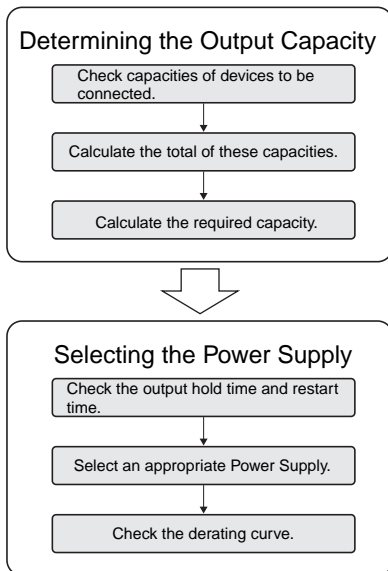 Determining the Output Capacity
Check capacities of devices to be
connected.
Calculate the total of these capacities.
Calculate the required capacity.
Selecting the Power Supply
Check the output hold time and restart
time.
Select an appropriate Power Supply.
Check the derating curve.